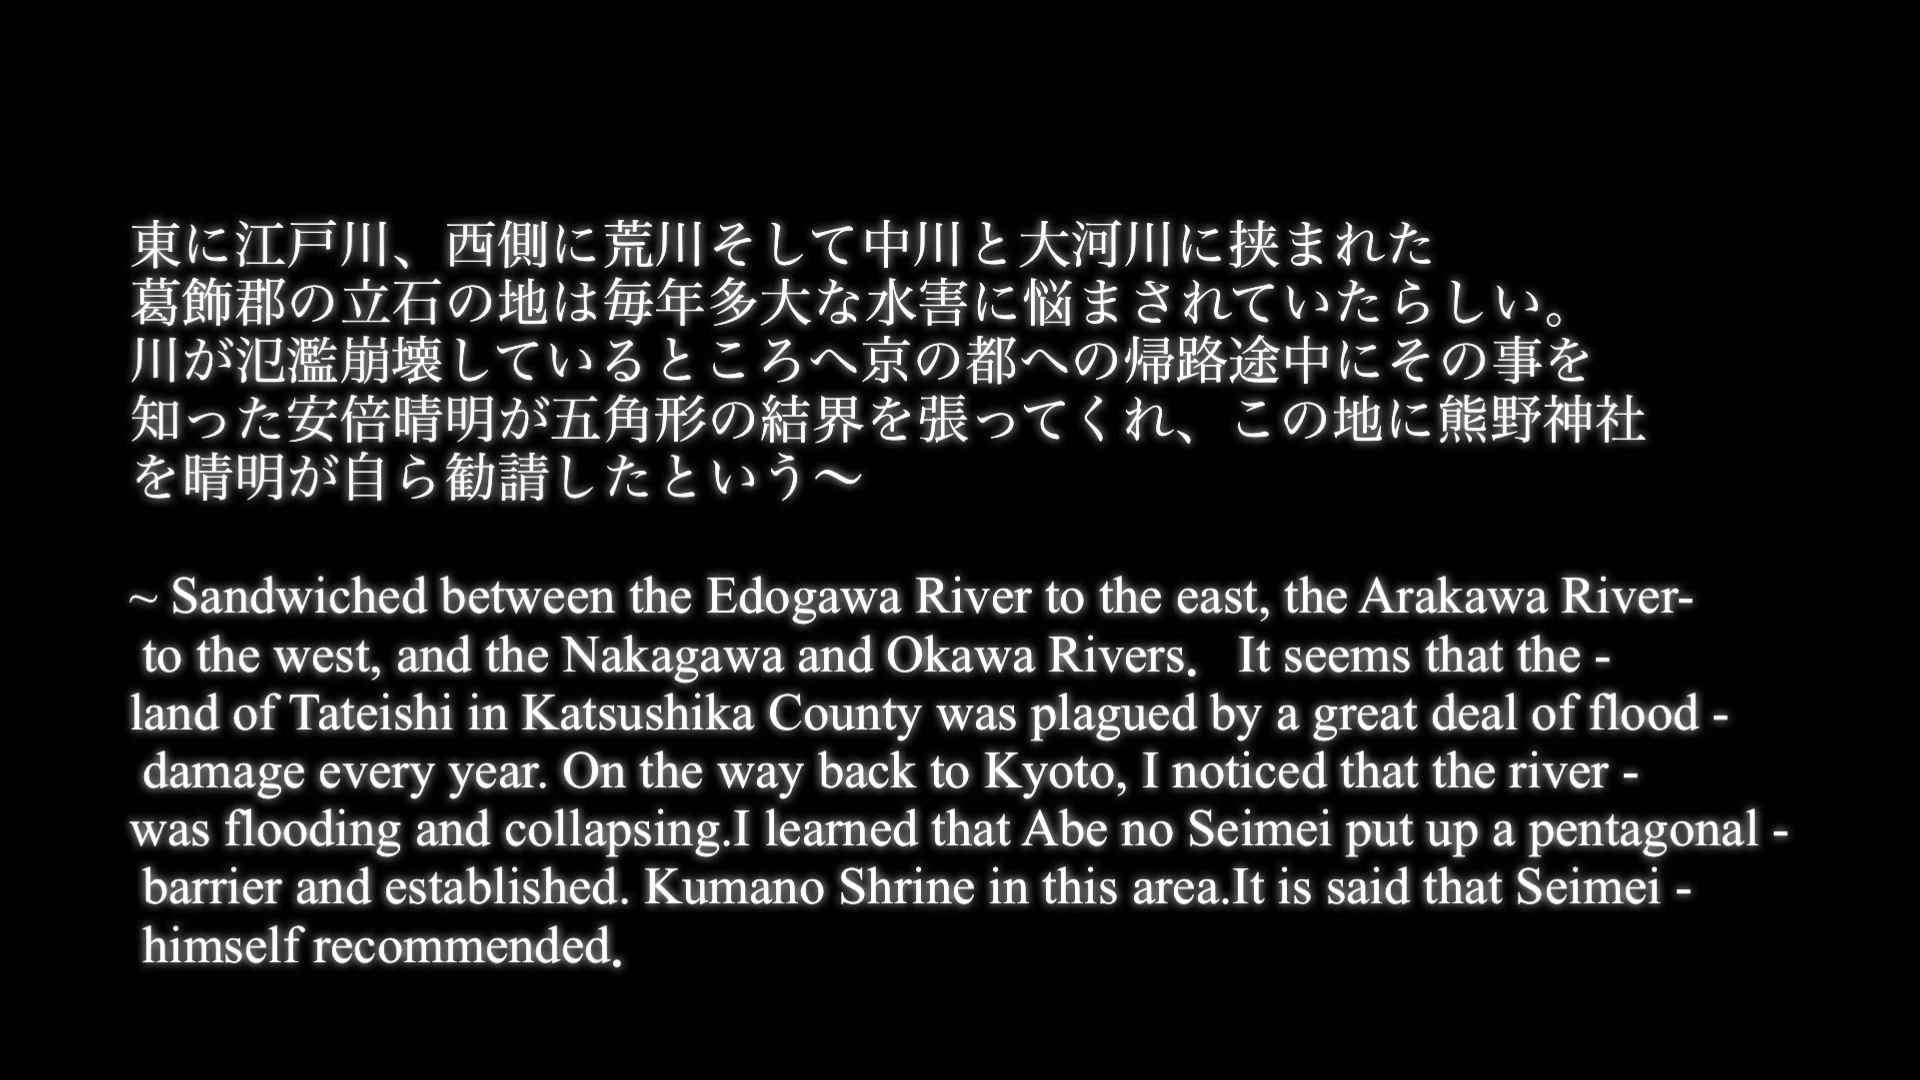 東に江戸川、西側に荒川そして中川と大河川に挟まれた
葛飾郡の立石の地は毎年多大な水害に悩まされていたらしい。
川が氾濫崩壊しているところへ京の都への帰路途中にその事を
知った安倍晴明が五角形の結界を張ってくれ、この地に熊野神社
を晴明が自ら勧請したという～
~ Sandwiched between the Edogawa River to the east, the Arakawa River-
to the west, and the Nakagawa and Okawa Rivers.   It seems that the -
land of Tateishi in Katsushika County was plagued by a great deal of flood -
damage every year. On the way back to Kyoto, I noticed that the river -
was flooding and collapsing.I learned that Abe no Seimei put up a pentagonal -
barrier and established. Kumano Shrine in this area.It is said that Seimei -
himself recommended.